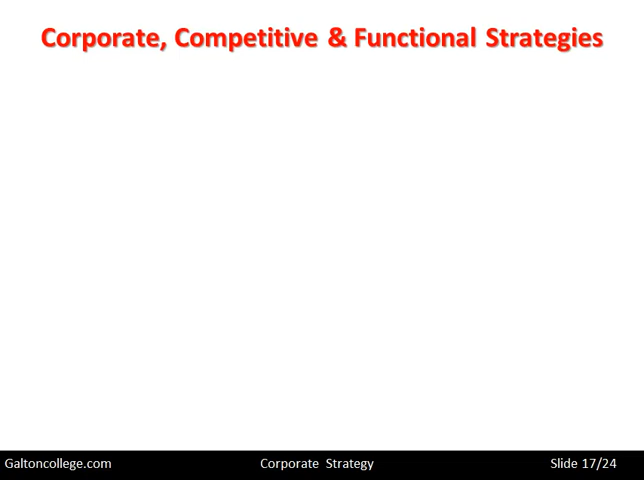 Corporate, Competitive & Functional Strategies
Galtoncollege.com
Corporate Strategy
Slide 17/24